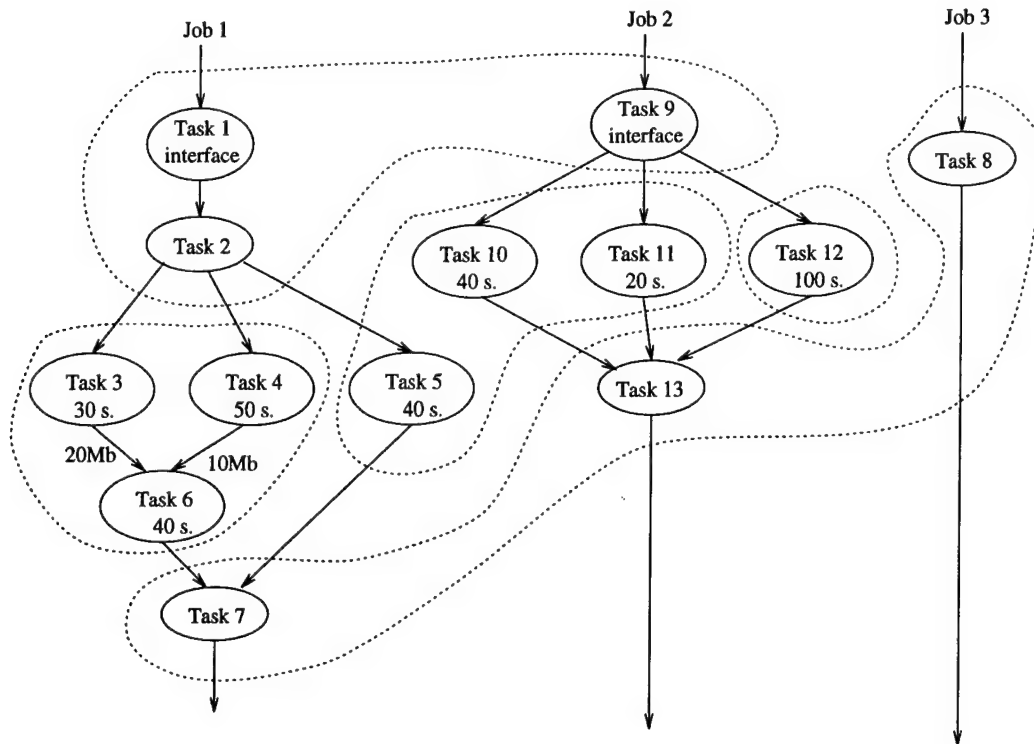 Job 1
Job 2
Job 3
Task 1
interface
Task 9
interface
Task 8
Task 2
Task 10
40 s.
Task 11
20 s.
Task 12
100 s.
Task 3
30 s.
Task 4
50 s.
Task 5
40 s.
Task 13
20Mb
10Mb
Task 6
40 s.
Task 7